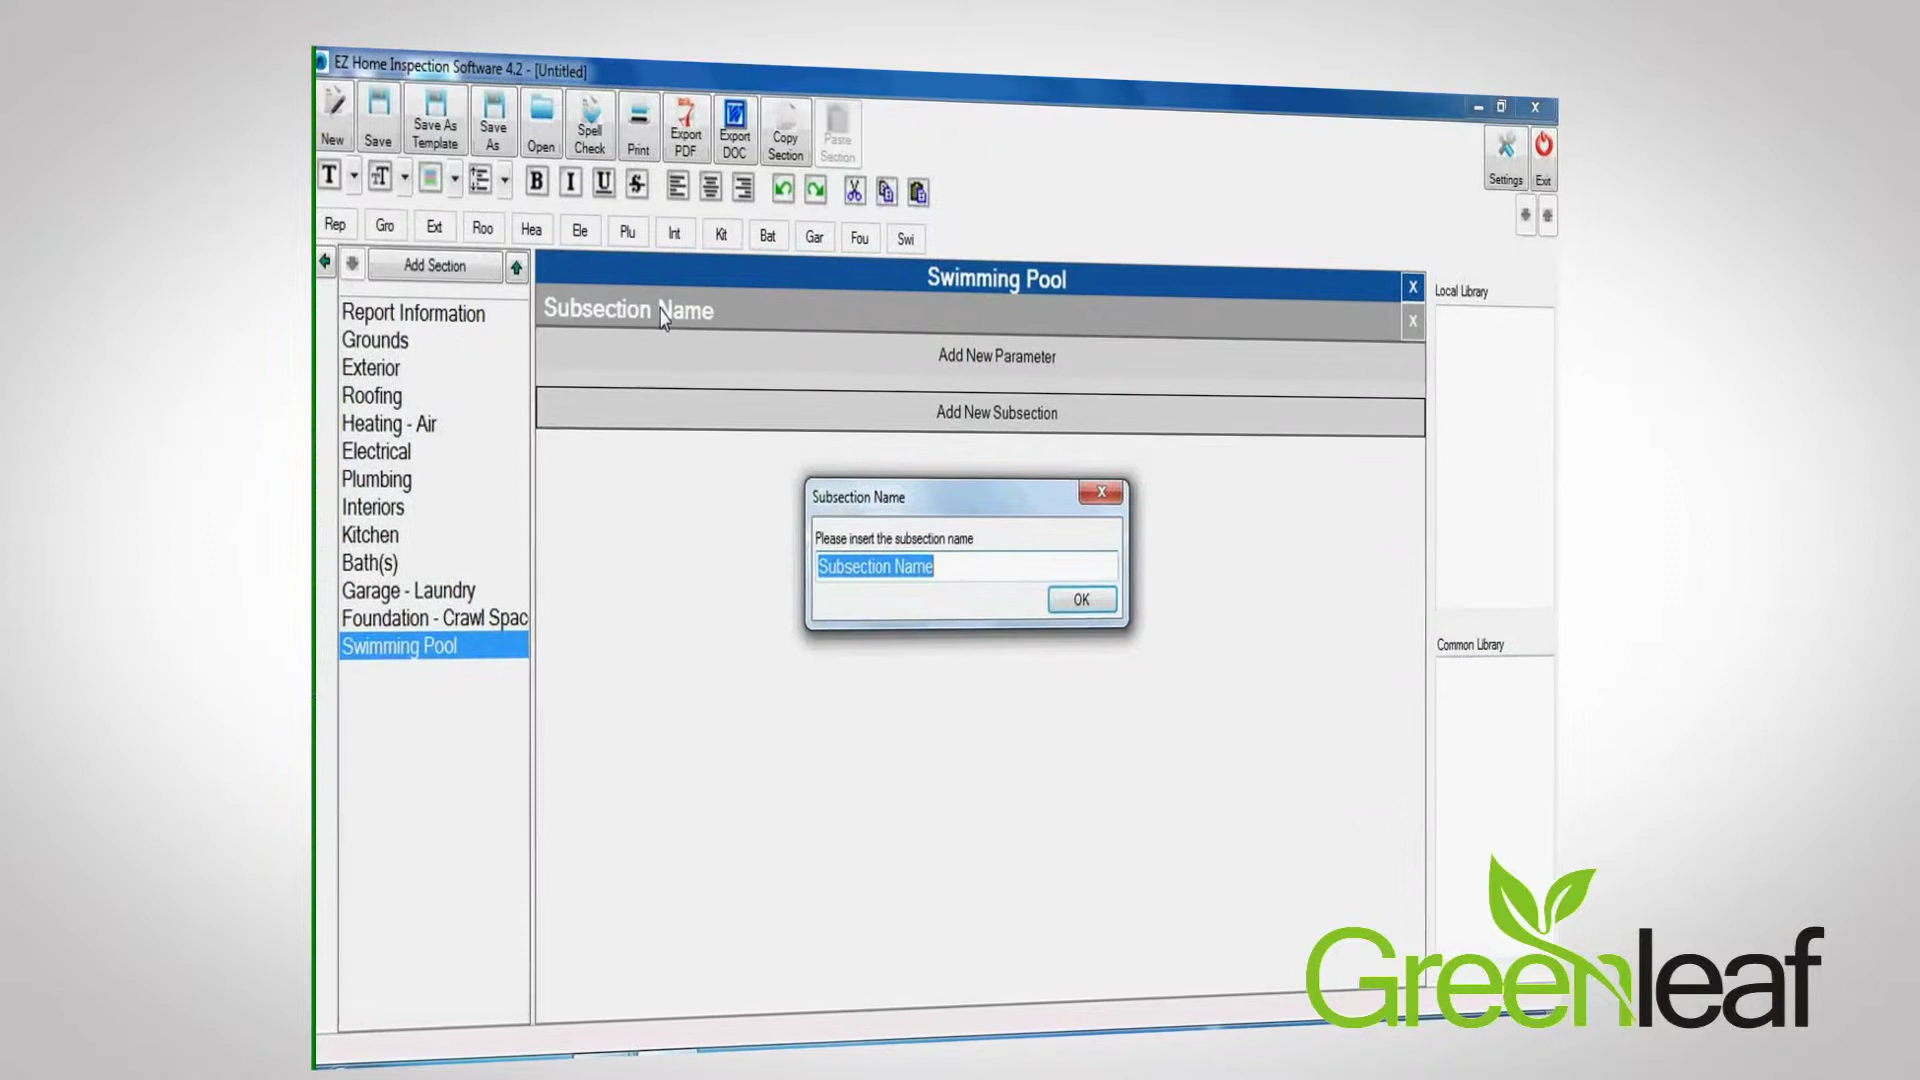 EZ Home Inspection Software 4.2 - [Untitled]
New
Save
Save As Template
Save As
Open
Spell Check
Print
Export PDF
Export DOC
Copy Section
Paste Section
Settings
Exit
Rep
Gro
Ext
Roo
Hea
Ele
Plu
Int
Kit
Bat
Gar
Fou
Swi
Add Section
Report Information
Grounds
Exterior
Roofing
Heating - Air
Electrical
Plumbing
Interiors
Kitchen
Bath(s)
Garage - Laundry
Foundation - Crawl Spac
Swimming Pool
Swimming Pool
X
Subsection Name
X
Add New Parameter
Add New Subsection
Subsection Name
Please insert the subsection name
Subsection Name
OK
Local Library
Common Library
Greenleaf